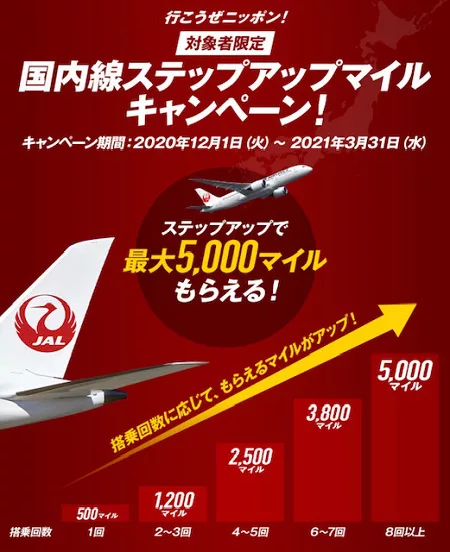 行こうぜニッポン！
対象者限定
国内線ステップアップマイル
キャンペーン！
キャンペーン期間：2020年12月1日（火）～ 2021年3月31日（水）
ステップアップで
最大5,000マイル
もらえる！
JAL
搭乗回数に応じて、もらえるマイルがアップ！
5,000
マイル
3,800
マイル
2,500
マイル
1,200
マイル
500マイル
搭乗回数 1回 2～3回 4～5回 6～7回 8回以上